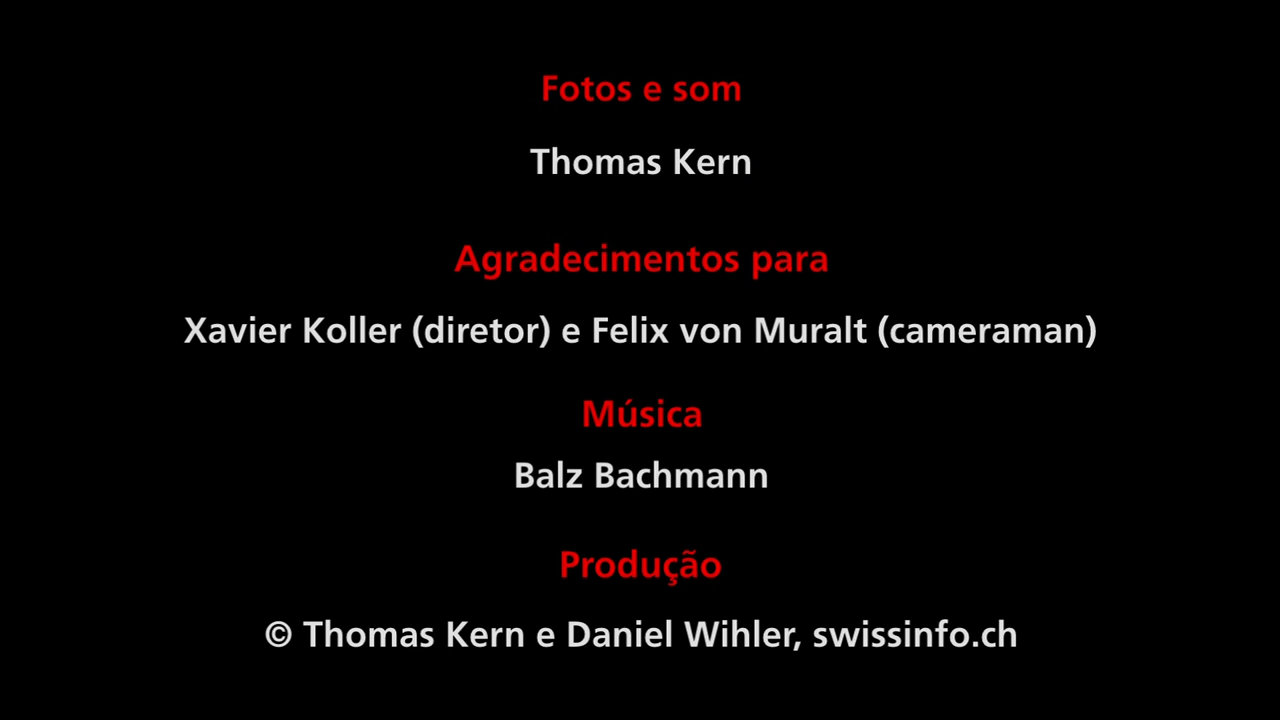 Fotos e som
Thomas Kern
Agradecimentos para
Xavier Koller (diretor) e Felix von Muralt (cameraman)
Música
Balz Bachmann
Produção
© Thomas Kern e Daniel Wihler, swissinfo.ch